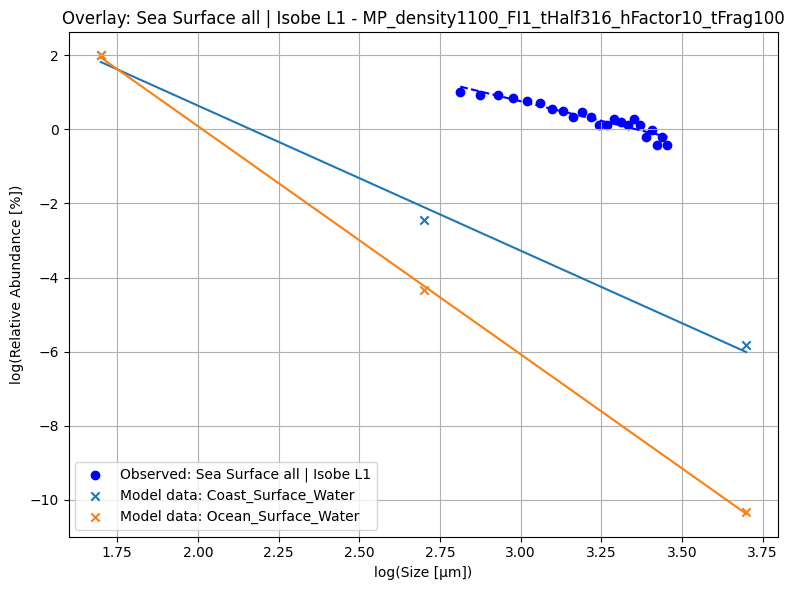 Overlay: Sea Surface all | Isobe L1 - MP_density1100_FI1_tHalf316_hFactor10_tFrag100
log(Relative Abundance [%])
2
0
−2
−4
−6
−8
−10
Observed: Sea Surface all | Isobe L1
Model data: Coast_Surface_Water
Model data: Ocean_Surface_Water
1.75 2.00 2.25 2.50 2.75 3.00 3.25 3.50 3.75
log(Size [μm])